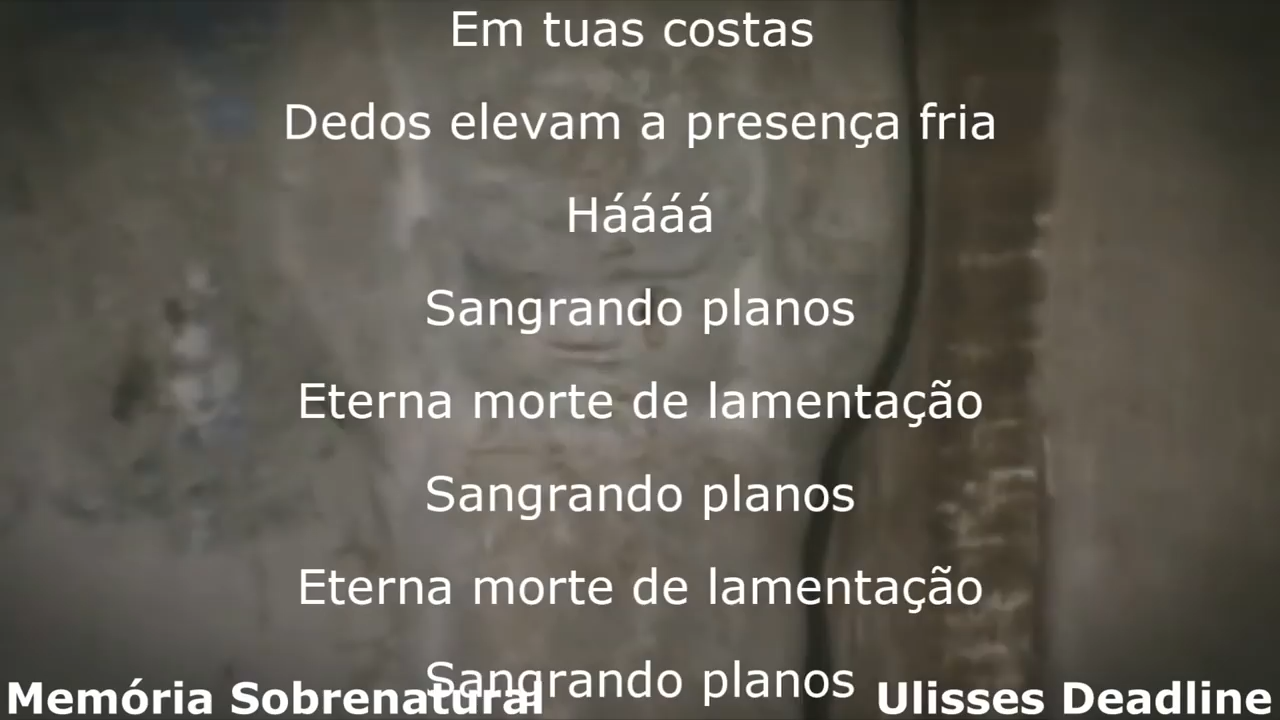 Em tuas costas
Dedos elevam a presença fria
Háááá
Sangrando planos
Eterna morte de lamentação
Sangrando planos
Eterna morte de lamentação
Sangrando planos
Memória Sobrenatural
Ulisses Deadline